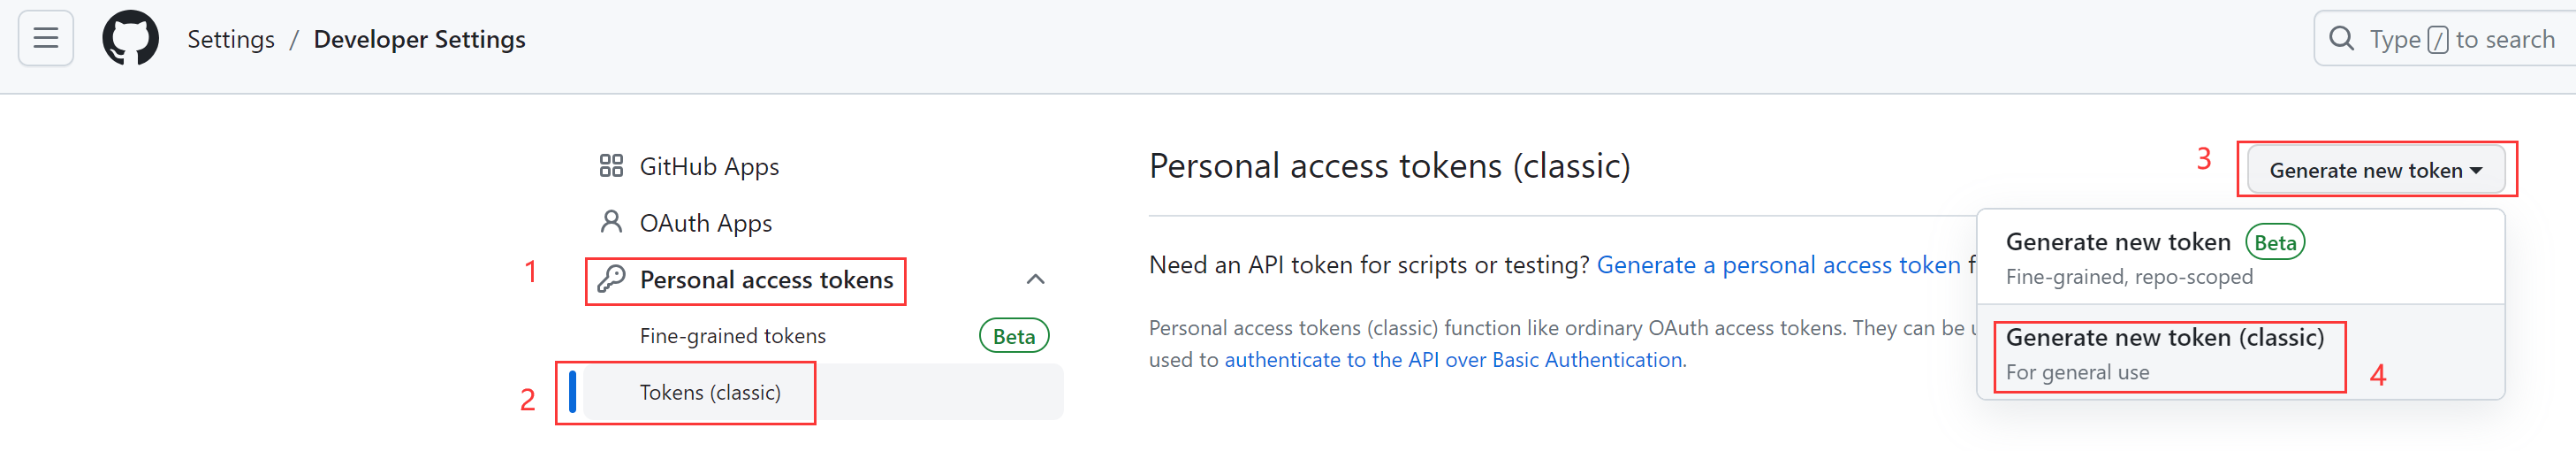 Settings / Developer Settings
Type / to search
GitHub Apps
OAuth Apps
1
Personal access tokens
Fine-grained tokens Beta
2
Tokens (classic)
Personal access tokens (classic)
3
Generate new token
Need an API token for scripts or testing? Generate a personal access token f
Personal access tokens (classic) function like ordinary OAuth access tokens. They can be
used to authenticate to the API over Basic Authentication.
Generate new token Beta
Fine-grained, repo-scoped
Generate new token (classic)
For general use
4